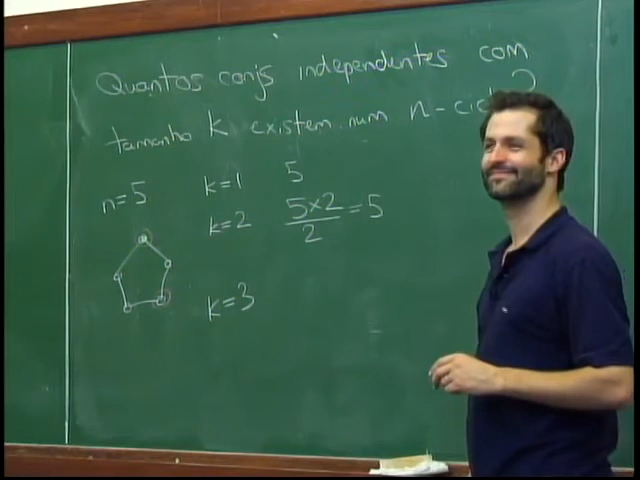 Quantos conjs independentes com
tamanho k existem num n-ciclo?
n=5 k=1 5
k=2 5×2/2 = 5
k=3